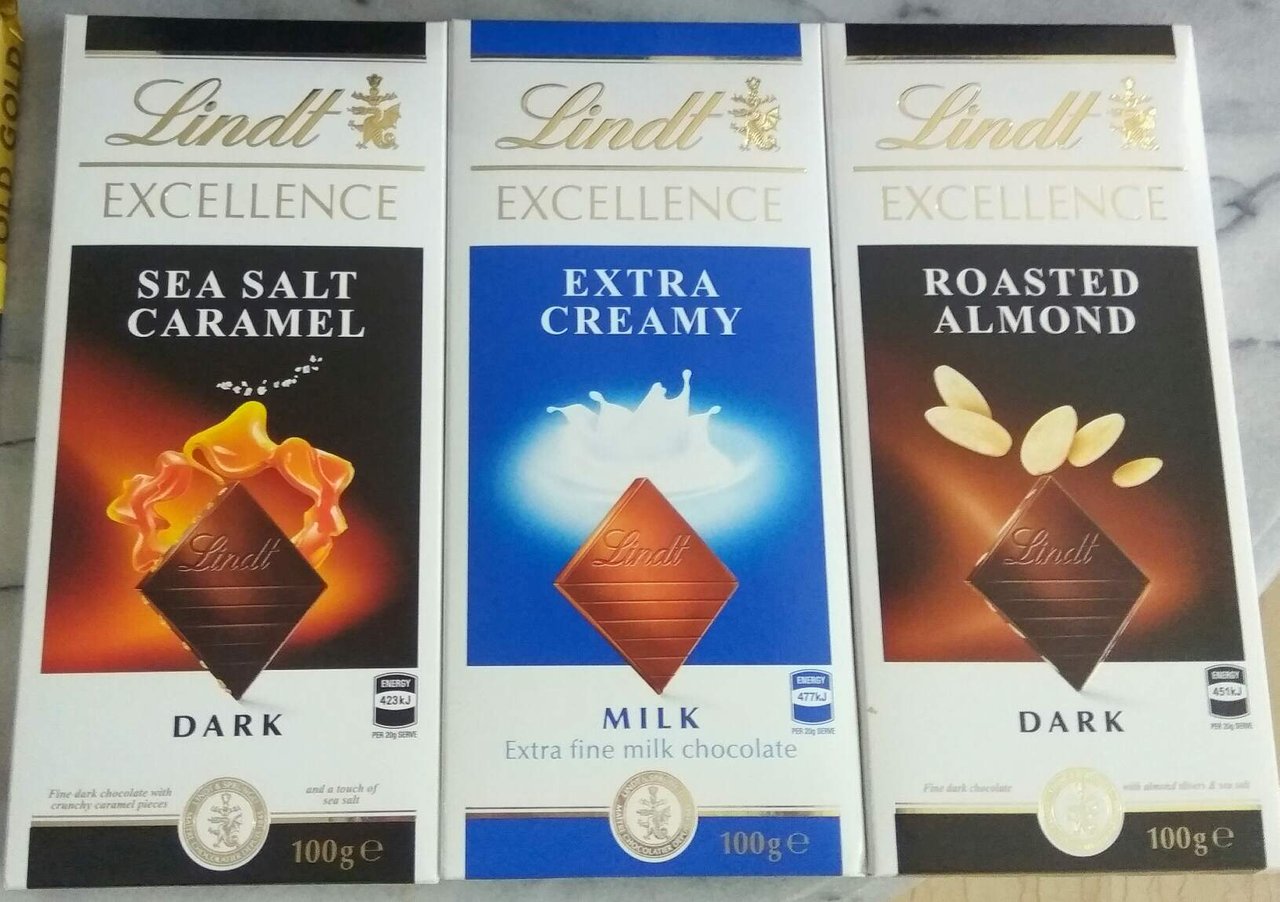 OLD GOLD
Lindt
EXCELLENCE
SEA SALT
CARAMEL
Lindt
DARK
ENERGY
423kJ
PER 20g SERVE
Fine dark chocolate with
crunchy caramel pieces
and a touch of
sea salt
100g e
Lindt
EXCELLENCE
EXTRA
CREAMY
Lindt
MILK
Extra fine milk chocolate
ENERGY
477kJ
PER 20g SERVE
100g e
Lindt
EXCELLENCE
ROASTED
ALMOND
Lindt
DARK
ENERGY
451kJ
PER 20g SERVE
Fine dark chocolate
with almond slivers & sea salt
100g e